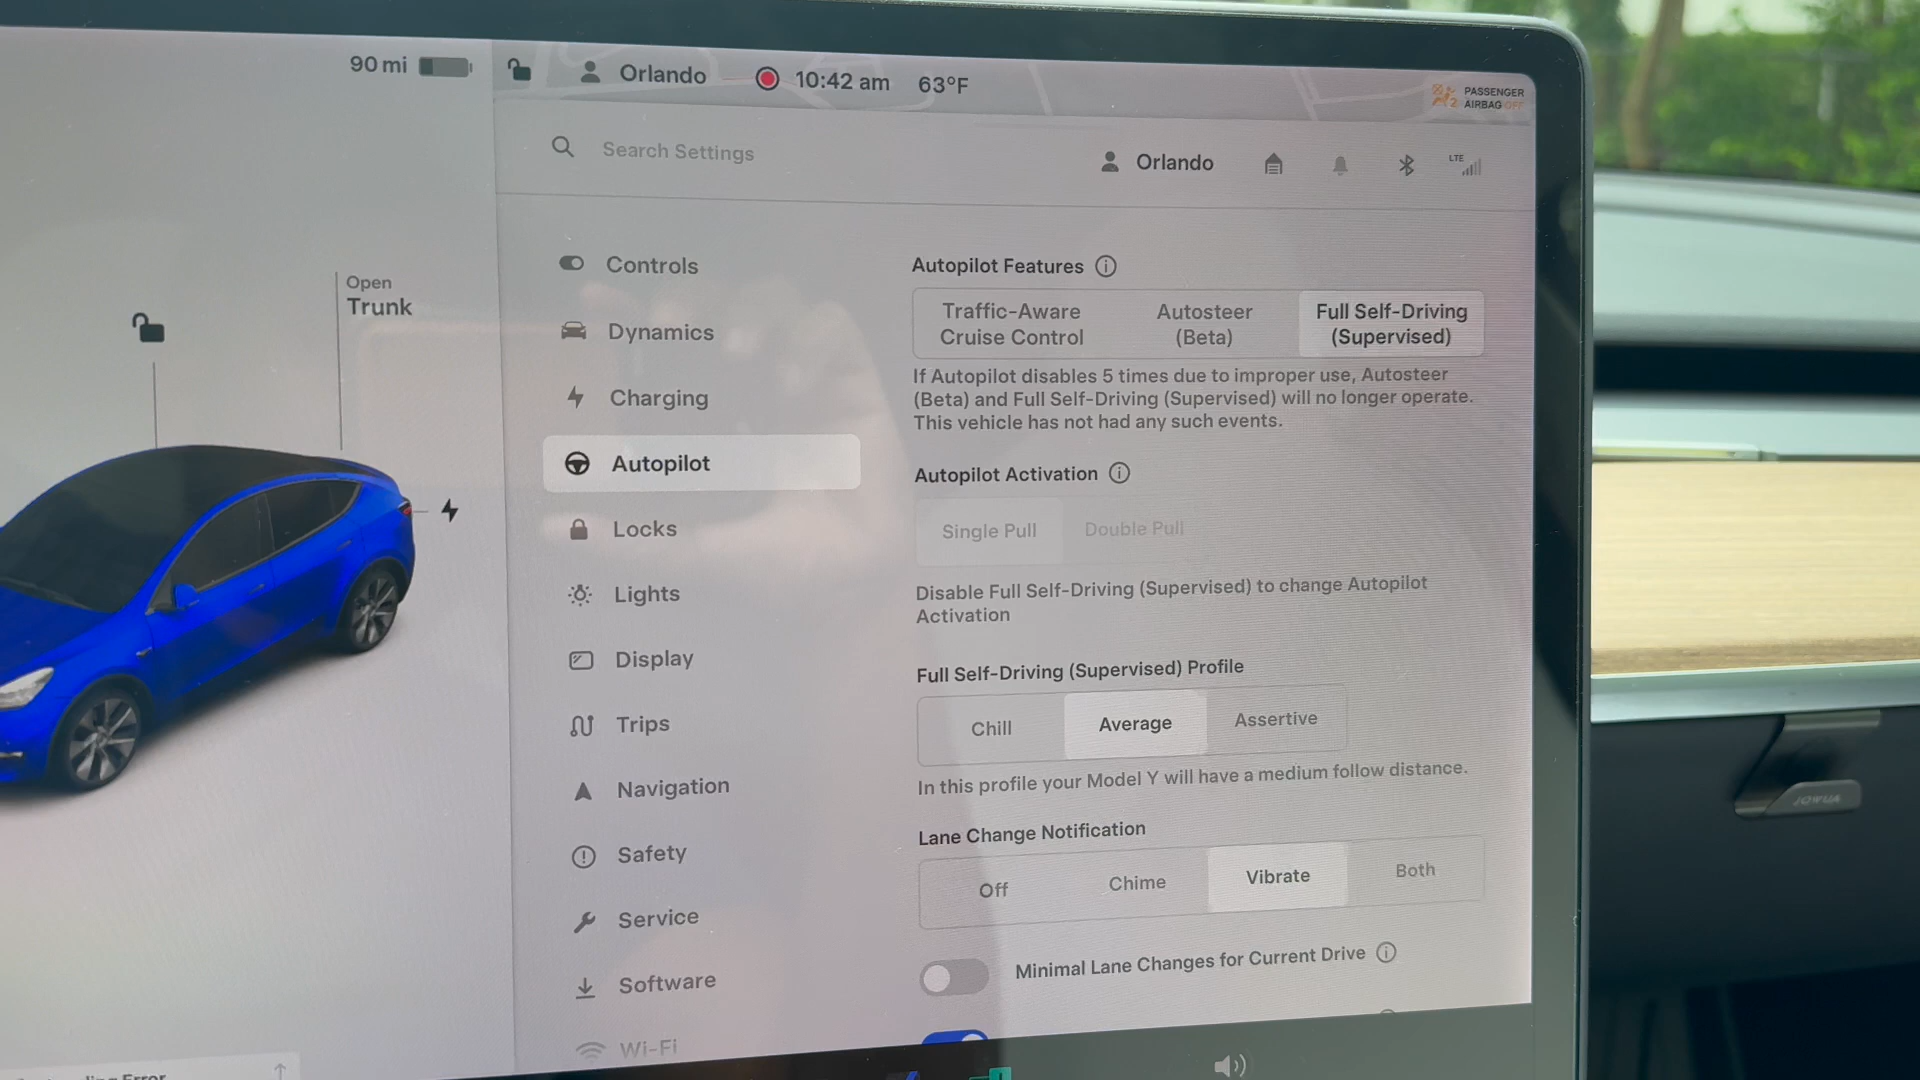 90 mi
Orlando
10:42 am
63°F
PASSENGER
AIRBAG OFF
Search Settings
Orlando
LTE
Open
Trunk
Controls
Dynamics
Charging
Autopilot
Locks
Lights
Display
Trips
Navigation
Safety
Service
Software
Wi-Fi
Autopilot Features
Traffic-Aware
Cruise Control
Autosteer
(Beta)
Full Self-Driving
(Supervised)
If Autopilot disables 5 times due to improper use, Autosteer
(Beta) and Full Self-Driving (Supervised) will no longer operate.
This vehicle has not had any such events.
Autopilot Activation
Single Pull
Double Pull
Disable Full Self-Driving (Supervised) to change Autopilot
Activation
Full Self-Driving (Supervised) Profile
Chill
Average
Assertive
In this profile your Model Y will have a medium follow distance.
Lane Change Notification
Off
Chime
Vibrate
Both
Minimal Lane Changes for Current Drive
Error
JOWUA